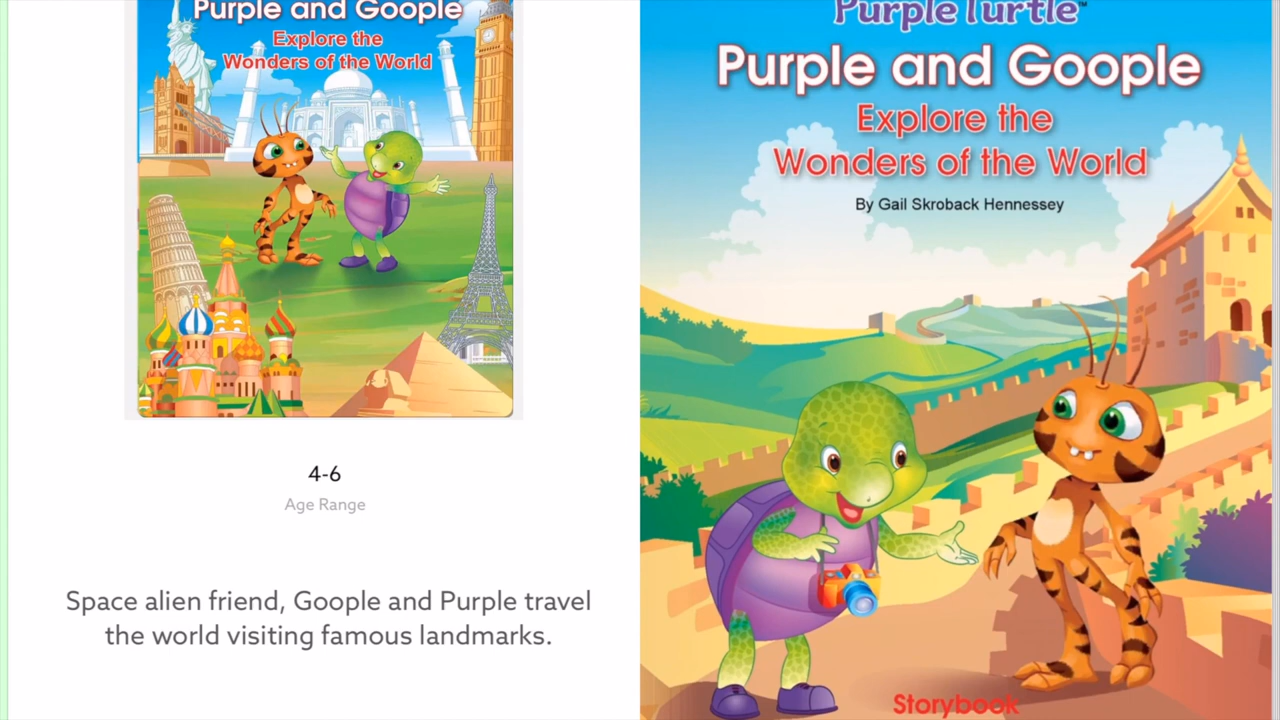 Purple and Goople
Explore the
Wonders of the World
4-6
Age Range
Space alien friend, Goople and Purple travel
the world visiting famous landmarks.
Purple Turtle™
Purple and Goople
Explore the
Wonders of the World
By Gail Skroback Hennessey
Storybook